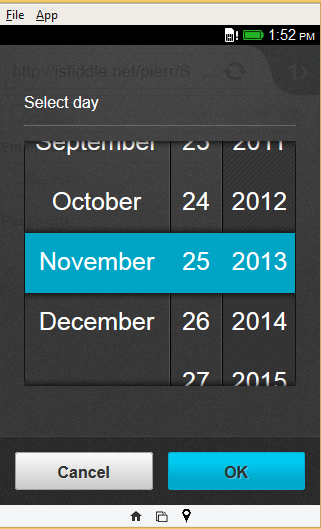 File App
1:52 PM
http://jsfiddle.net/pierr/S ...
Select day
September 23 2011
October 24 2012
November 25 2013
December 26 2014
27 2015
Cancel OK